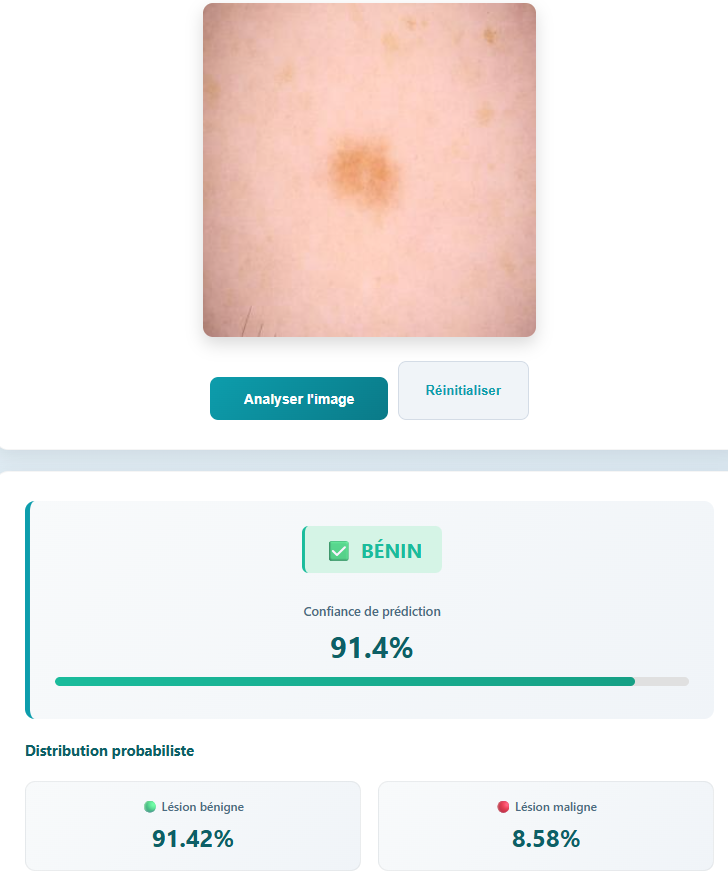 Analyser l'image
Réinitialiser
✅ BÉNIN
Confiance de prédiction
91.4%
Distribution probabiliste
🟢 Lésion bénigne
91.42%
🔴 Lésion maligne
8.58%